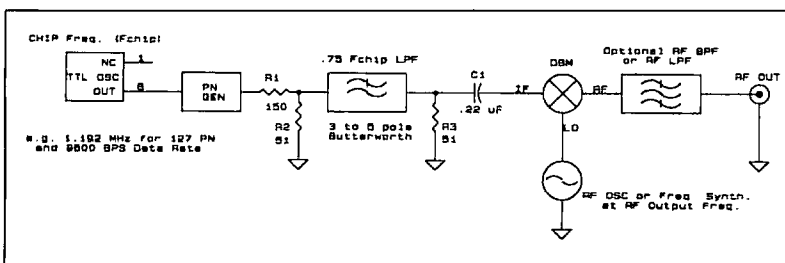 CHIP Freq. (Fchip)
NC 1
TTL OSC
OUT 8
PN
GEN
R1
150
R2
51
.75 Fchip LPF
3 to 5 pole
Butterworth
R3
51
C1
.22 uF
IF
DBM
RF
LO
Optional RF BPF
or RF LPF
RF OUT
RF OSC or Freq Synth.
at RF Output Freq.
e.g. 1.192 MHz for 127 PN
and 9600 BPS Data Rate